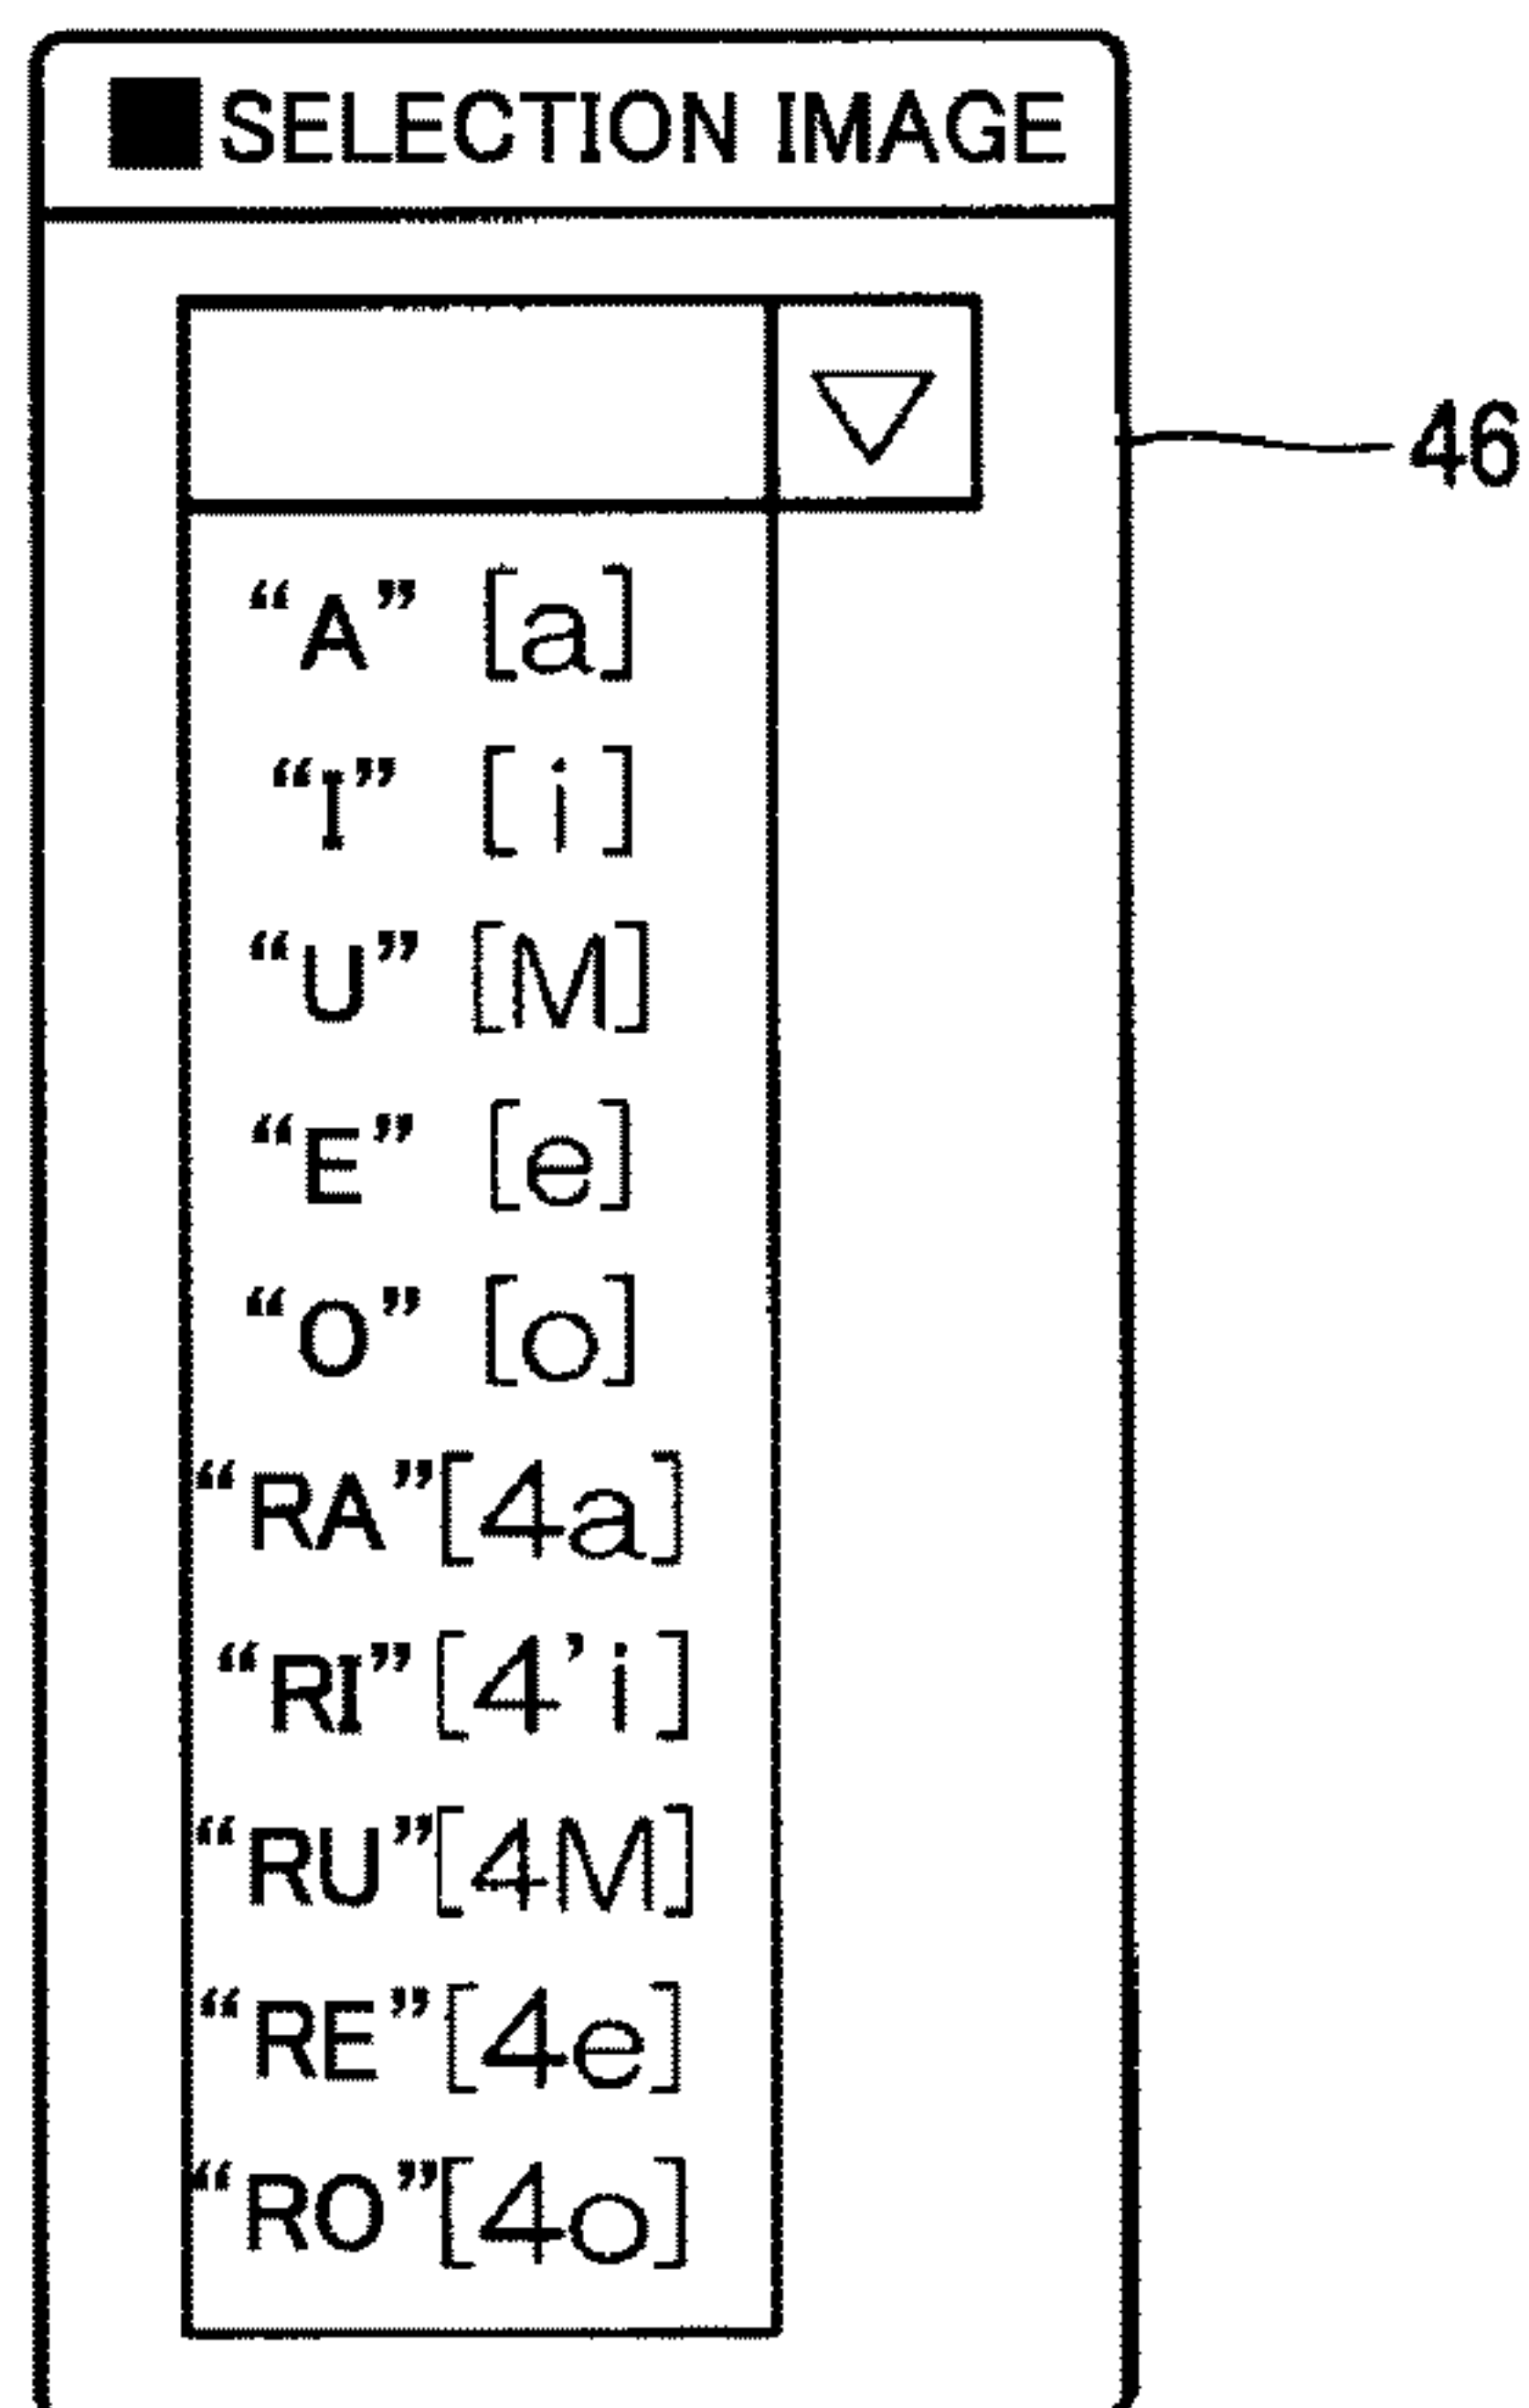 ■SELECTION IMAGE
46
“A” [a]
“I” [i]
“U” [M]
“E” [e]
“O” [o]
“RA”[4a]
“RI”[4’i]
“RU”[4M]
“RE”[4e]
“RO”[4o]